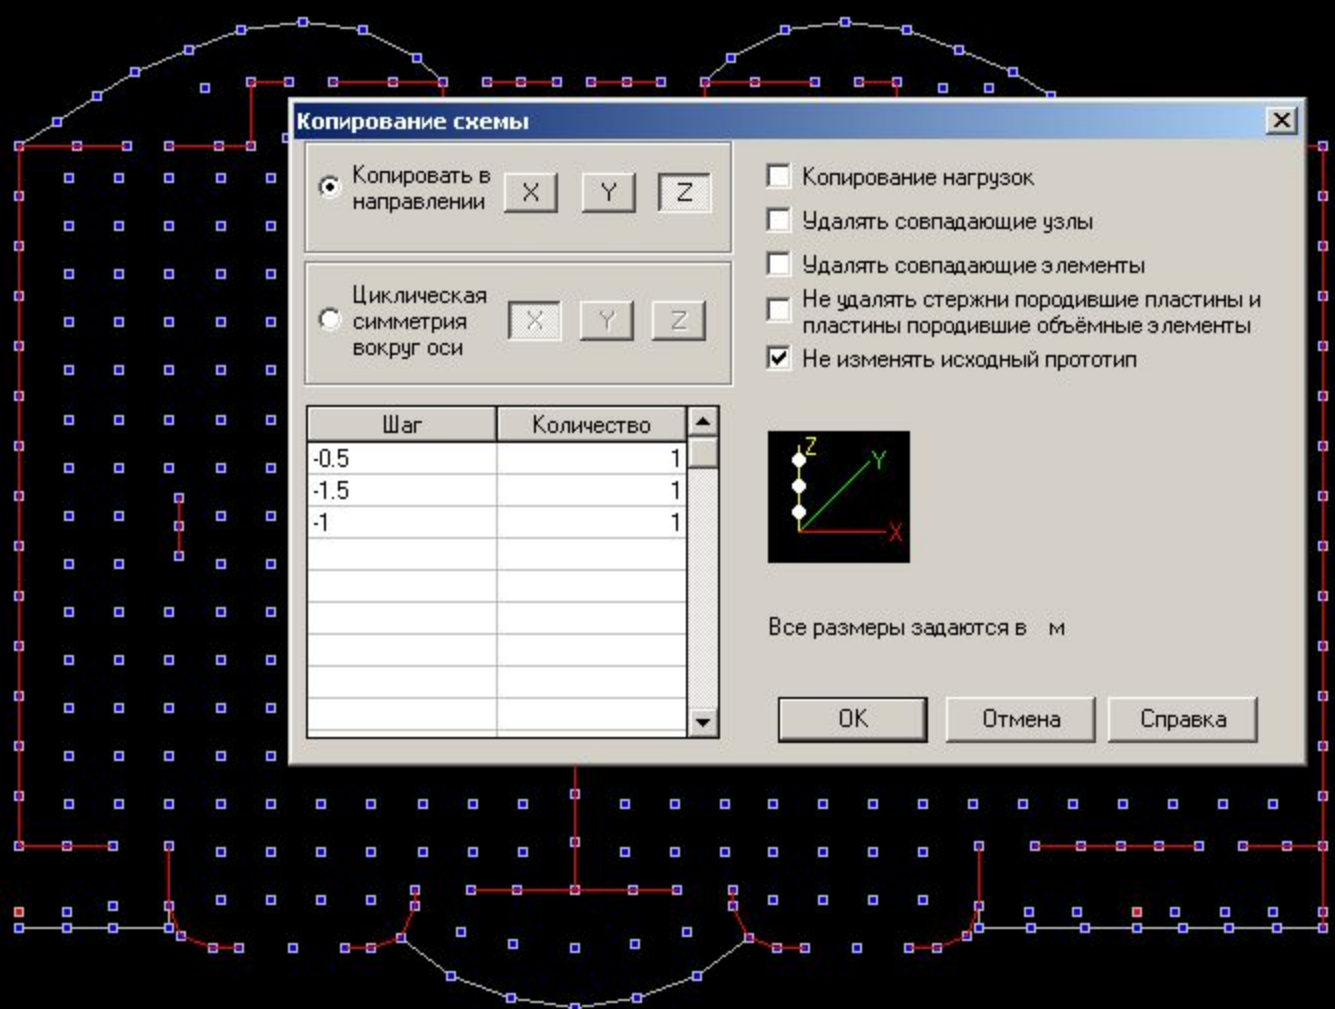 Копирование схемы
Копировать в
направлении
X Y Z
Циклическая
симметрия
вокруг оси
X Y Z
Шаг Количество
-0.5 1
-1.5 1
-1 1
Копирование нагрузок
Удалять совпадающие узлы
Удалять совпадающие элементы
Не удалять стержни породившие пластины и
пластины породившие объёмные элементы
Не изменять исходный прототип
Z
Y
X
Все размеры задаются в м
OK Отмена Справка